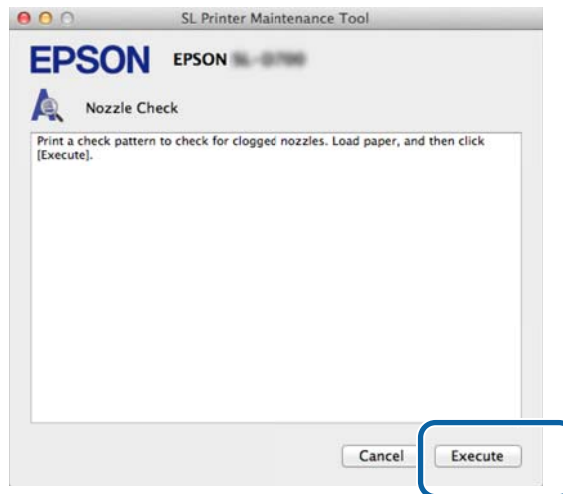 SL Printer Maintenance Tool
EPSON EPSON
Nozzle Check
Print a check pattern to check for clogged nozzles. Load paper, and then click
[Execute].
Cancel Execute